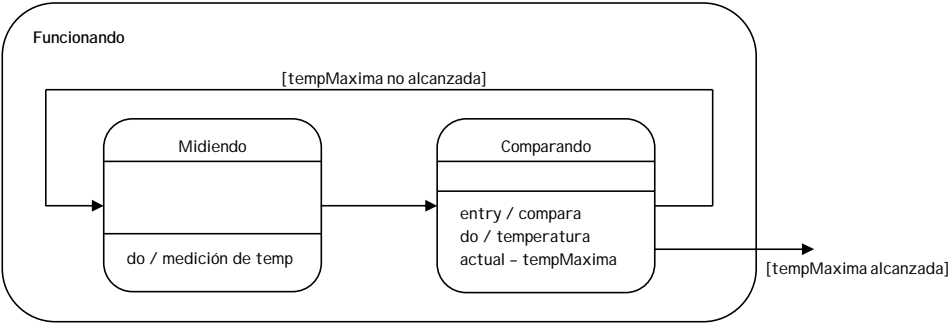 Funcionando
[tempMaxima no alcanzada]
Midiendo
Comparando
entry / compara
do / temperatura
actual – tempMaxima
do / medición de temp
[tempMaxima alcanzada]